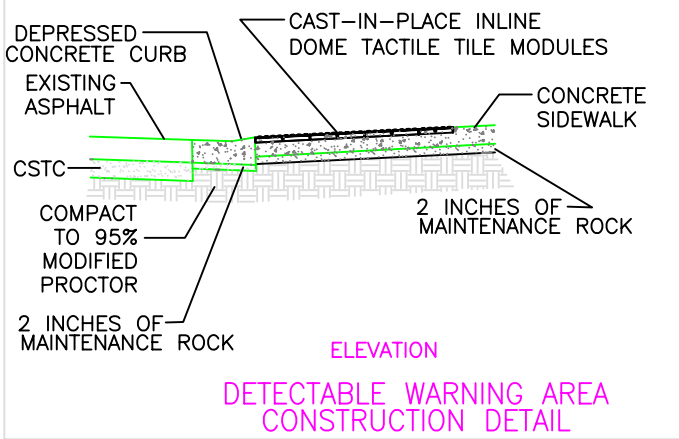 DEPRESSED
CONCRETE CURB
CAST-IN-PLACE INLINE
DOME TACTILE TILE MODULES
EXISTING
ASPHALT
CONCRETE
SIDEWALK
CSTC
COMPACT
TO 95%
MODIFIED
PROCTOR
2 INCHES OF
MAINTENANCE ROCK
2 INCHES OF
MAINTENANCE ROCK
ELEVATION
DETECTABLE WARNING AREA
CONSTRUCTION DETAIL